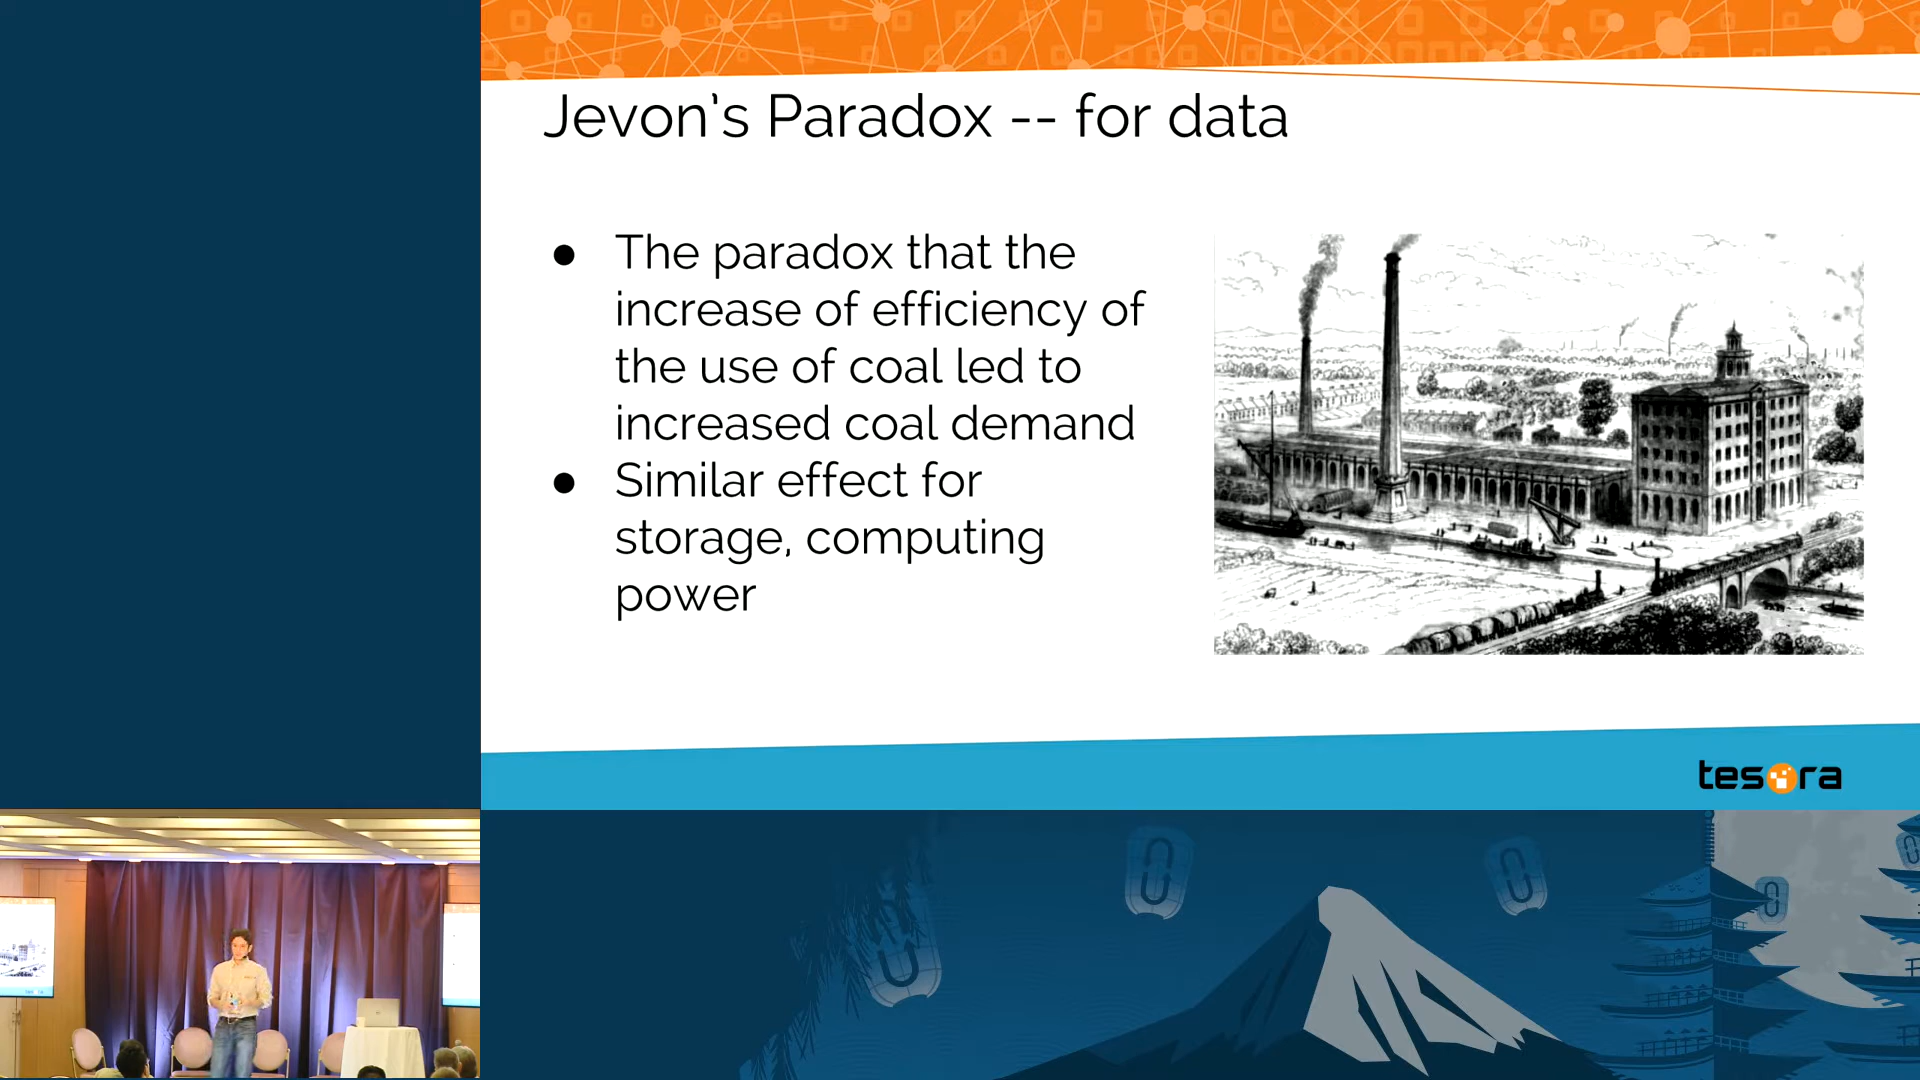 Jevon's Paradox -- for data
● The paradox that the
increase of efficiency of
the use of coal led to
increased coal demand
● Similar effect for
storage, computing
power
tesora